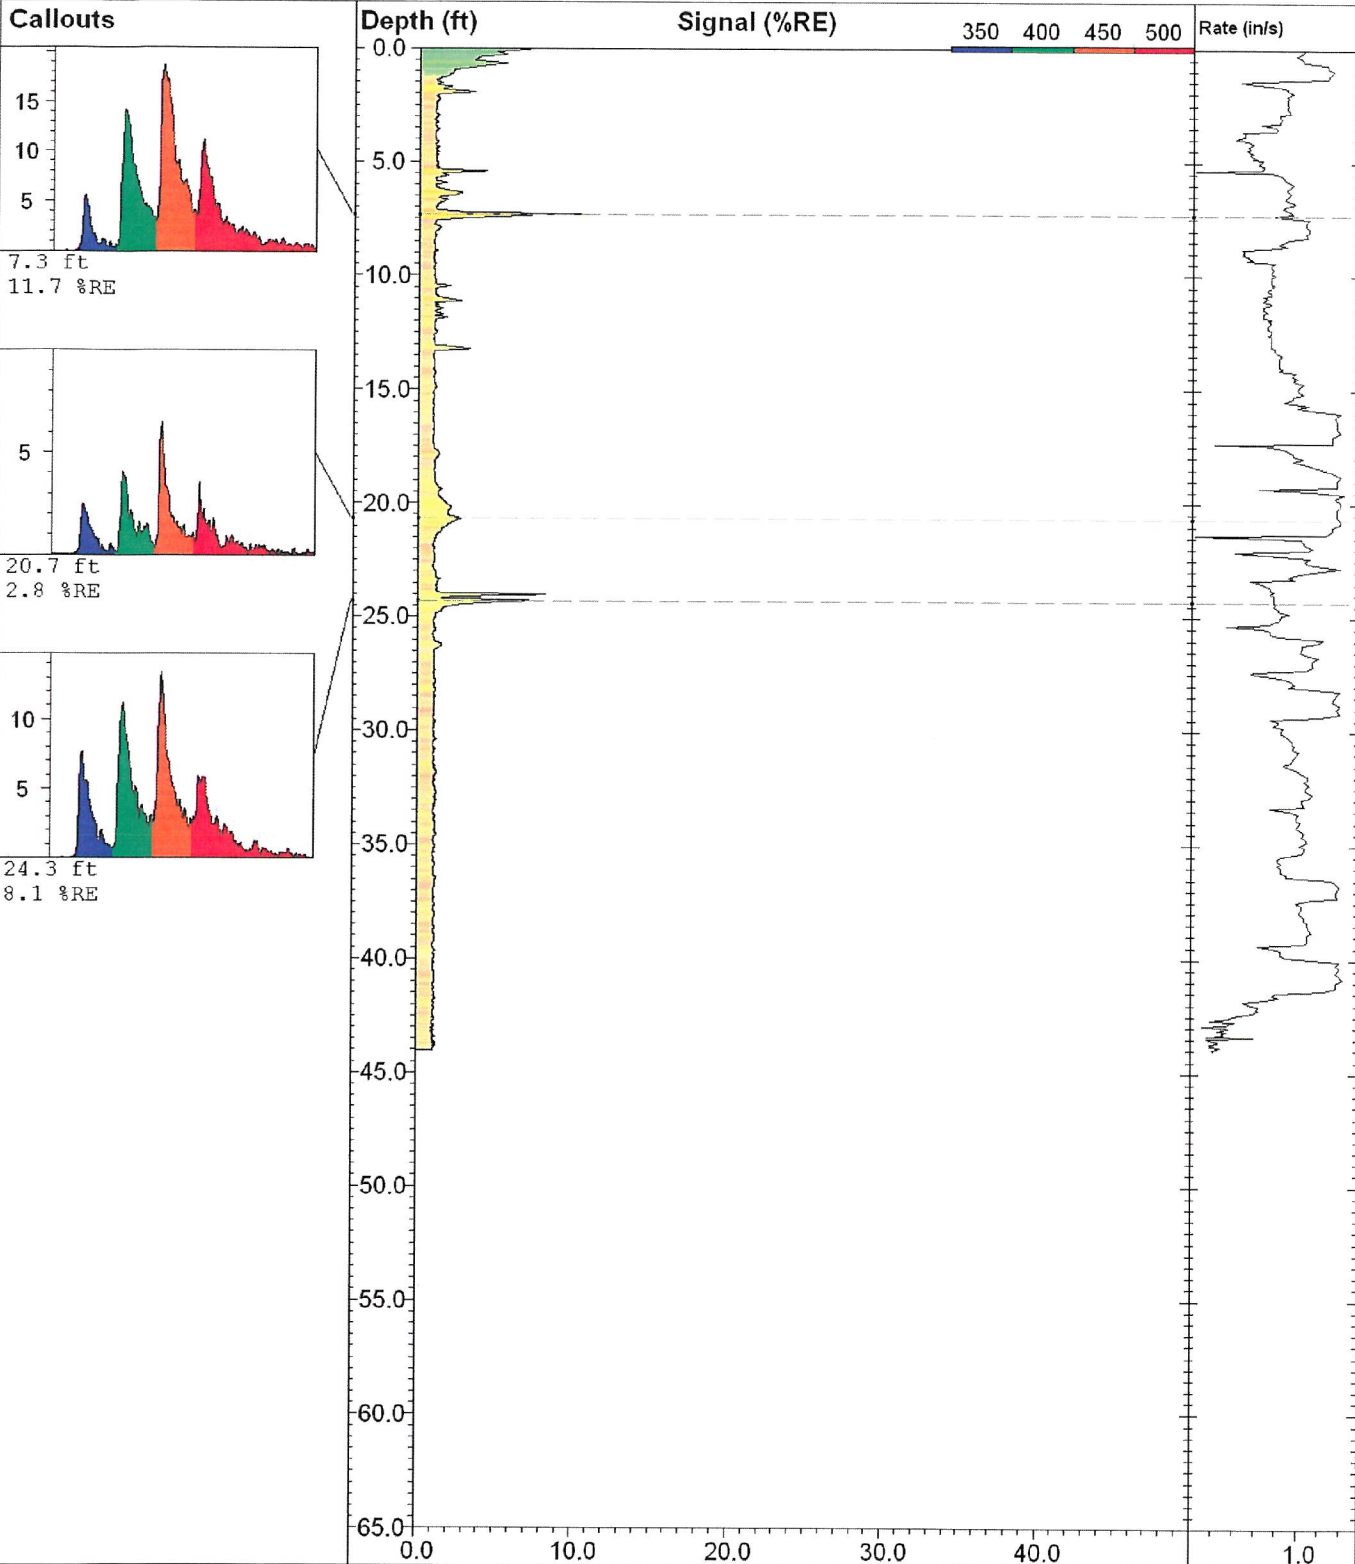 Callouts
Depth (ft)
Signal (%RE)
350 400 450 500
Rate (in/s)
15
10
5
7.3 ft
11.7 %RE
5
20.7 ft
2.8 %RE
10
5
24.3 ft
8.1 %RE
0.0
5.0
10.0
15.0
20.0
25.0
30.0
35.0
40.0
45.0
50.0
55.0
60.0
65.0
0.0 10.0 20.0 30.0 40.0
1.0